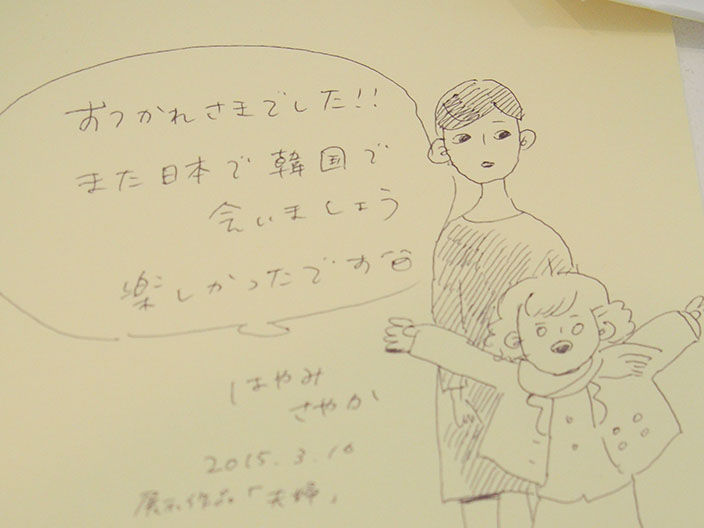 おつかれさまでした!!
また日本で韓国で
会いましょう
楽しかったです
はやみ
さやか
2015.3.16
展示作品「夫婦」